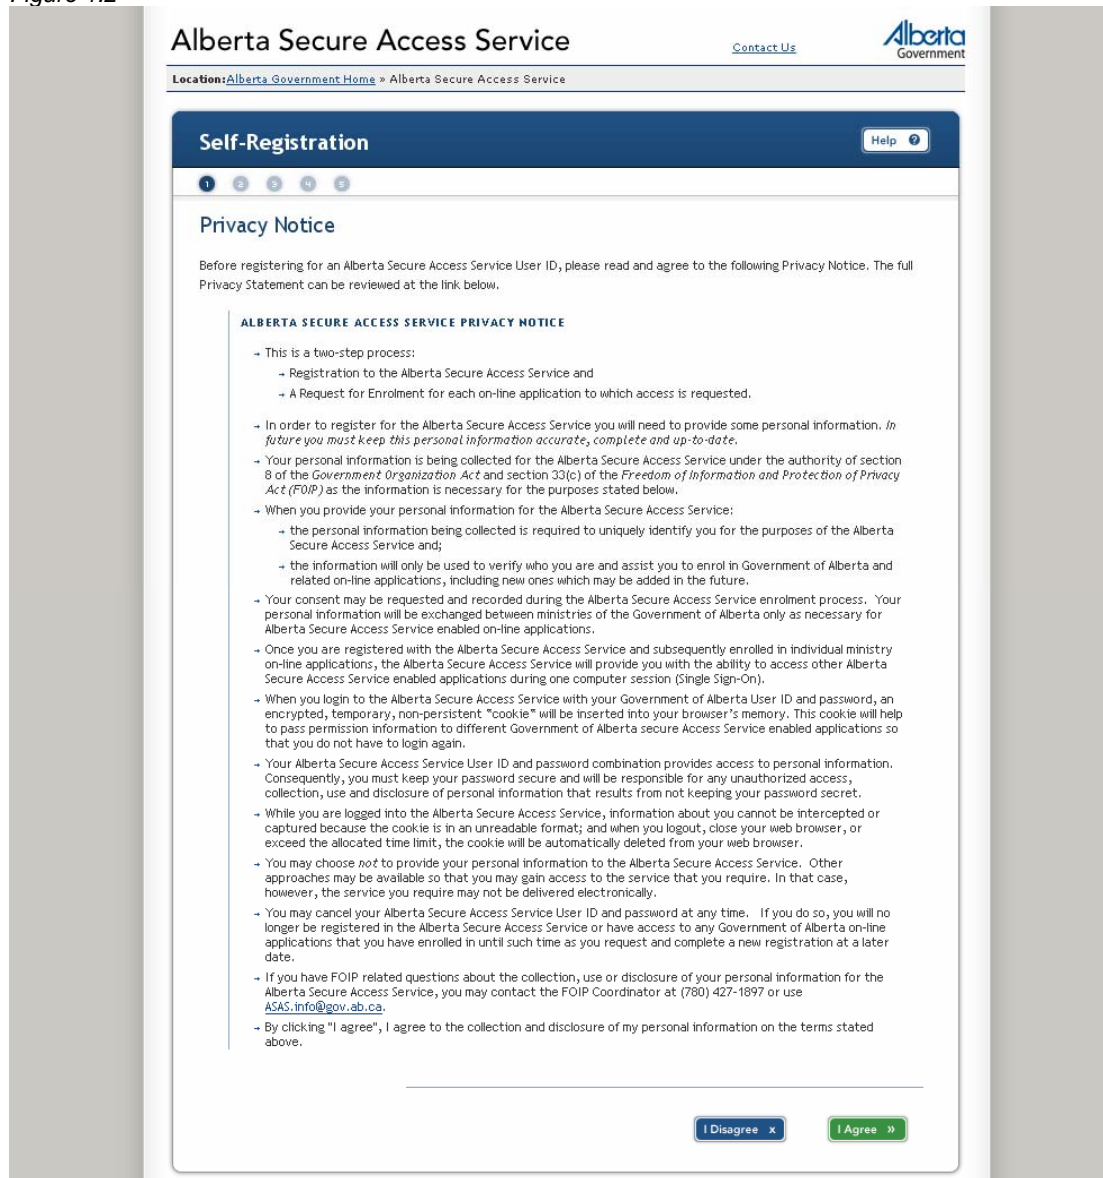 Figure 1.2
Alberta Secure Access Service
Contact Us
Alberta
Government
Location:Alberta Government Home » Alberta Secure Access Service
Self-Registration
Help ?
1 2 3 4 5
Privacy Notice
Before registering for an Alberta Secure Access Service User ID, please read and agree to the following Privacy Notice. The full
Privacy Statement can be reviewed at the link below.
ALBERTA SECURE ACCESS SERVICE PRIVACY NOTICE
→ This is a two-step process:
→ Registration to the Alberta Secure Access Service and
→ A Request for Enrolment for each on-line application to which access is requested.
→ In order to register for the Alberta Secure Access Service you will need to provide some personal information. In
future you must keep this personal information accurate, complete and up-to-date.
→ Your personal information is being collected for the Alberta Secure Access Service under the authority of section
8 of the Government Organization Act and section 33(c) of the Freedom of Information and Protection of Privacy
Act (FOIP) as the information is necessary for the purposes stated below.
→ When you provide your personal information for the Alberta Secure Access Service:
→ the personal information being collected is required to uniquely identify you for the purposes of the Alberta
Secure Access Service and;
→ the information will only be used to verify who you are and assist you to enrol in Government of Alberta and
related on-line applications, including new ones which may be added in the future.
→ Your consent may be requested and recorded during the Alberta Secure Access Service enrolment process. Your
personal information will be exchanged between ministries of the Government of Alberta only as necessary for
Alberta Secure Access Service enabled on-line applications.
→ Once you are registered with the Alberta Secure Access Service and subsequently enrolled in individual ministry
on-line applications, the Alberta Secure Access Service will provide you with the ability to access other Alberta
Secure Access Service enabled applications during one computer session (Single Sign-On).
→ When you login to the Alberta Secure Access Service with your Government of Alberta User ID and password, an
encrypted, temporary, non-persistent "cookie" will be inserted into your browser's memory. This cookie will help
to pass permission information to different Government of Alberta secure Access Service enabled applications so
that you do not have to login again.
→ Your Alberta Secure Access Service User ID and password combination provides access to personal information.
Consequently, you must keep your password secure and will be responsible for any unauthorized access,
collection, use and disclosure of personal information that results from not keeping your password secret.
→ While you are logged into the Alberta Secure Access Service, information about you cannot be intercepted or
captured because the cookie is in an unreadable format; and when you logout, close your web browser, or
exceed the allocated time limit, the cookie will be automatically deleted from your web browser.
→ You may choose not to provide your personal information to the Alberta Secure Access Service. Other
approaches may be available so that you may gain access to the service that you require. In that case,
however, the service you require may not be delivered electronically.
→ You may cancel your Alberta Secure Access Service User ID and password at any time. If you do so, you will no
longer be registered in the Alberta Secure Access Service or have access to any Government of Alberta on-line
applications that you have enrolled in until such time as you request and complete a new registration at a later
date.
→ If you have FOIP related questions about the collection, use or disclosure of your personal information for the
Alberta Secure Access Service, you may contact the FOIP Coordinator at (780) 427-1897 or use
ASAS.info@gov.ab.ca.
→ By clicking "I agree", I agree to the collection and disclosure of my personal information on the terms stated
above.
I Disagree x
I Agree »